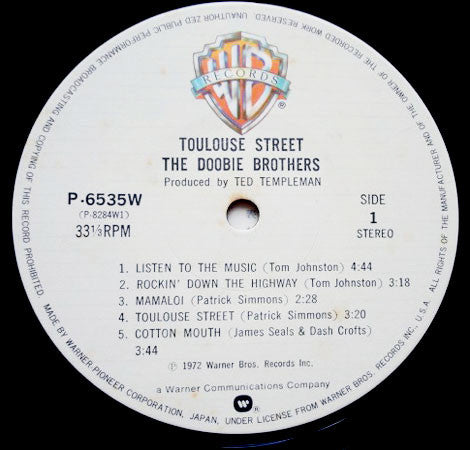 WB
RECORDS
®
TOULOUSE STREET
THE DOOBIE BROTHERS
Produced by TED TEMPLEMAN
P-6535W
(P-8284W1)
33⅓RPM
SIDE
1
STEREO
1. LISTEN TO THE MUSIC (Tom Johnston) 4:44
2. ROCKIN' DOWN THE HIGHWAY (Tom Johnston) 3:18
3. MAMALOI (Patrick Simmons) 2:28
4. TOULOUSE STREET (Patrick Simmons) 3:20
5. COTTON MOUTH (James Seals & Dash Crofts)
3:44
℗ 1972 Warner Bros. Records Inc.
a Warner Communications Company
®
UNAUTHORIZED PUBLIC PERFORMANCE, BROADCASTING AND COPYING OF THIS RECORD PROHIBITED.
ALL RIGHTS OF THE MANUFACTURER AND OF THE OWNER OF THE RECORDED WORK RESERVED
MADE BY WARNER-PIONEER CORPORATION, JAPAN, UNDER LICENSE FROM WARNER BROS. RECORDS INC., U.S.A.